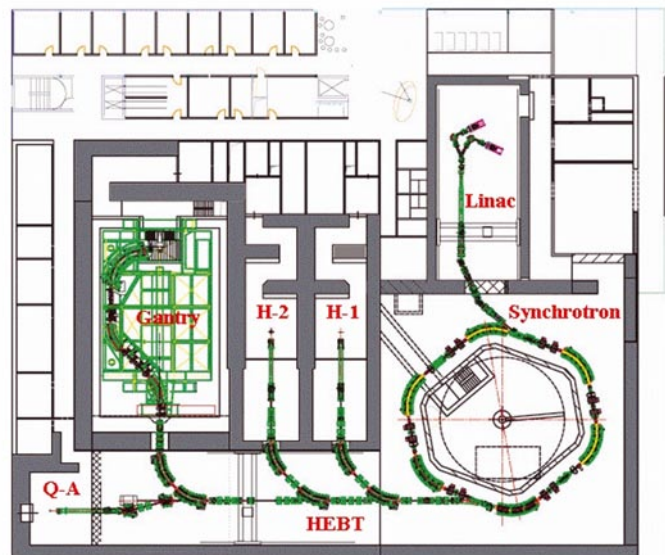 Linac
Gantry
H-2
H-1
Synchrotron
Q-A
HEBT